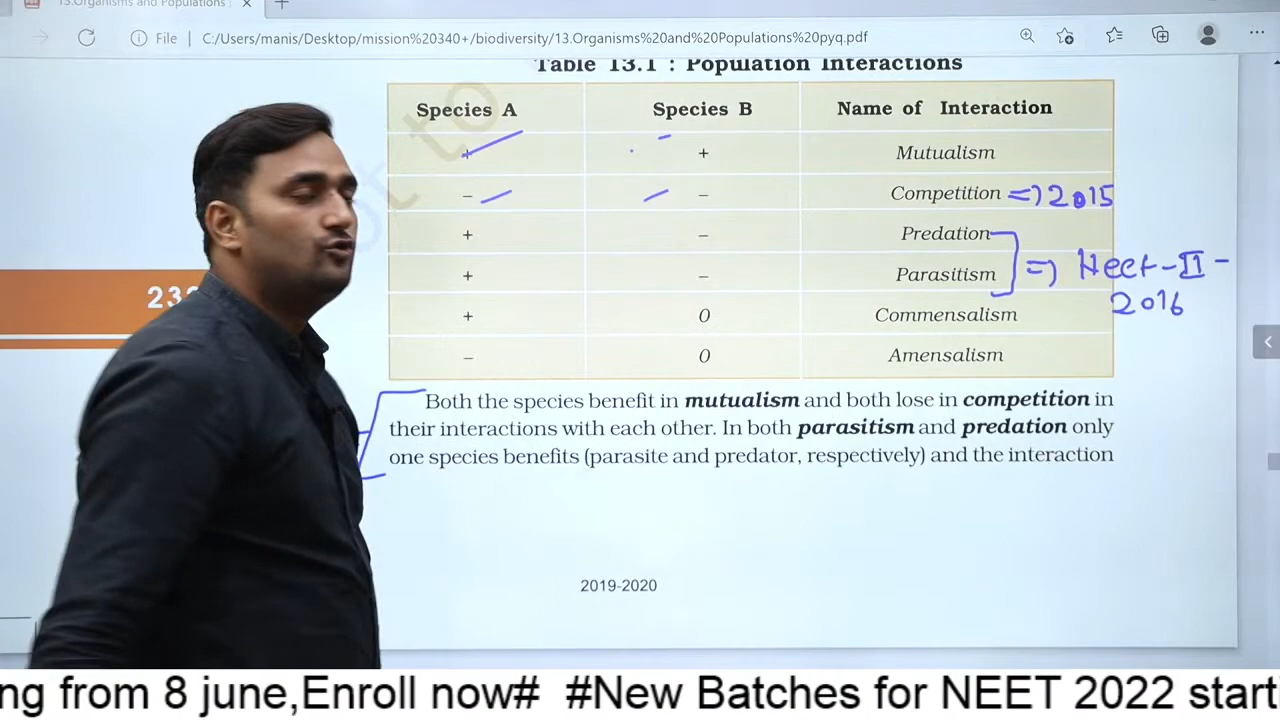 13.Organisms and Populations
File C:/Users/manis/Desktop/mission%20340+/biodiversity/13.Organisms%20and%20Populations%20pyq.pdf
Table 13.1 : Population Interactions
Species A Species B Name of Interaction
+ + Mutualism
– – Competition => 2015
+ – Predation
+ – Parasitism => Neet-II-
2016
+ 0 Commensalism
– 0 Amensalism
Both the species benefit in mutualism and both lose in competition in
their interactions with each other. In both parasitism and predation only
one species benefits (parasite and predator, respectively) and the interaction
2019-2020
ng from 8 june,Enroll now# #New Batches for NEET 2022 starti